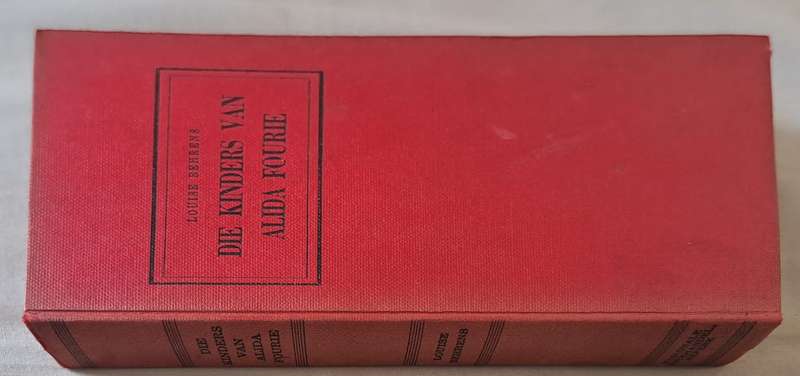 LOUISE BEHRENS
DIE KINDERS VAN
ALIDA FOURIE
DIE
KINDERS
VAN
ALIDA
FOURIE
LOUISE
BEHRENS